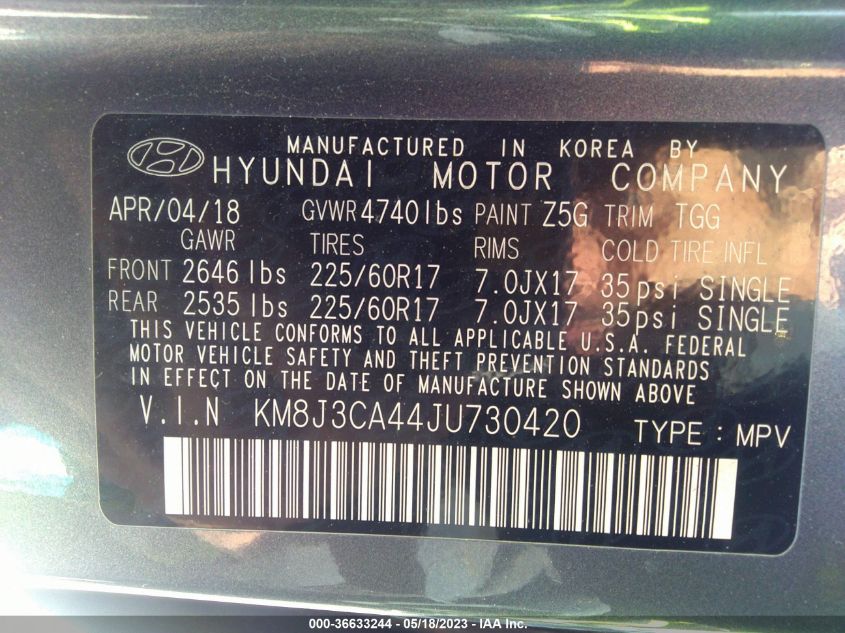 MANUFACTURED IN KOREA BY
HYUNDAI MOTOR COMPANY
APR/04/18 GVWR 4740lbs PAINT Z5G TRIM TGG
GAWR TIRES RIMS COLD TIRE INFL
FRONT 2646 lbs 225/60R17 7.0JX17 35psi SINGLE
REAR 2535 lbs 225/60R17 7.0JX17 35psi SINGLE
THIS VEHICLE CONFORMS TO ALL APPLICABLE U.S.A. FEDERAL
MOTOR VEHICLE SAFETY AND THEFT PREVENTION STANDARDS
IN EFFECT ON THE DATE OF MANUFACTURE SHOWN ABOVE
V.I.N KM8J3CA44JU730420 TYPE : MPV
000-36633244 - 05/18/2023 - IAA Inc.